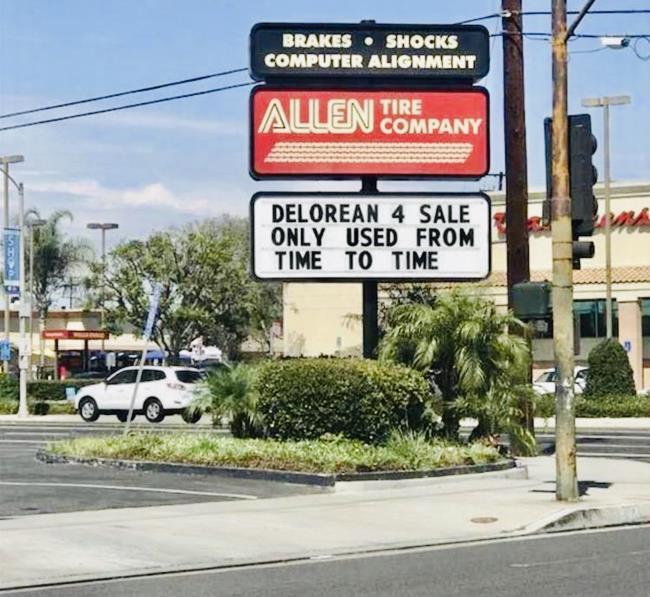 BRAKES • SHOCKS
COMPUTER ALIGNMENT
ALLEN TIRE
COMPANY
DELOREAN 4 SALE
ONLY USED FROM
TIME TO TIME